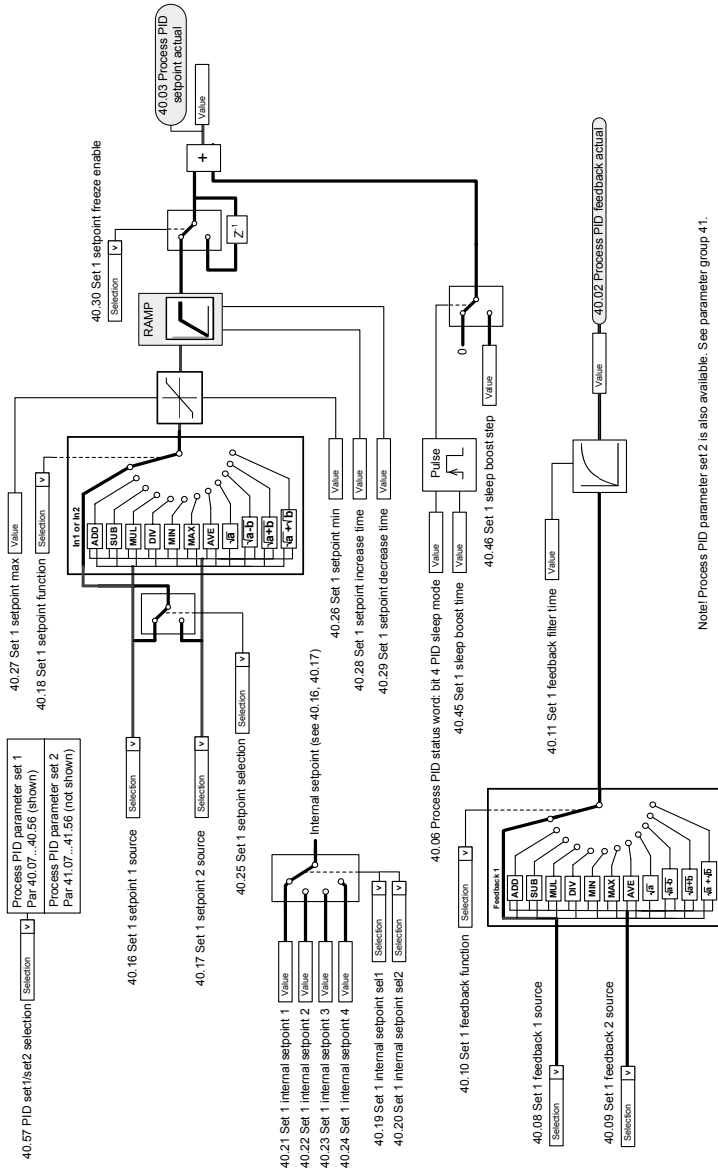 40.57 PID set1/set2 selection
Selection
v
Process PID parameter set 1
Par 40.07...40.56 (shown)
Process PID parameter set 2
Par 41.07...41.56 (not shown)
40.27 Set 1 setpoint max
Value
40.18 Set 1 setpoint function
Selection
v
40.16 Set 1 setpoint 1 source
Selection
v
40.17 Set 1 setpoint 2 source
Selection
v
40.25 Set 1 setpoint selection
Selection
v
In1 or In2
ADD
SUB
MUL
DIV
MIN
MAX
AVE
√a
√a-b
√a+b
√a +√b
RAMP
40.30 Set 1 setpoint freeze enable
Selection
v
Z-1
+
40.03 Process PID
setpoint actual
Value
40.26 Set 1 setpoint min
Value
40.28 Set 1 setpoint increase time
Value
40.29 Set 1 setpoint decrease time
Value
40.21 Set 1 internal setpoint 1
Value
40.22 Set 1 internal setpoint 2
Value
40.23 Set 1 internal setpoint 3
Value
40.24 Set 1 internal setpoint 4
Value
Internal setpoint (see 40.16, 40.17)
40.19 Set 1 internal setpoint sel1
Selection
v
40.20 Set 1 internal setpoint sel2
Selection
v
40.06 Process PID status word: bit 4 PID sleep mode
Value
40.45 Set 1 sleep boost time
Value
Pulse
0
Value
40.46 Set 1 sleep boost step
40.10 Set 1 feedback function
Selection
v
40.11 Set 1 feedback filter time
Value
40.08 Set 1 feedback 1 source
Selection
v
40.09 Set 1 feedback 2 source
Selection
v
Feedback 1
ADD
SUB
MUL
DIV
MIN
MAX
AVE
√a
√a-b
√a+b
√a +√b
Value
40.02 Process PID feedback actual
Note! Process PID parameter set 2 is also available. See parameter group 41.